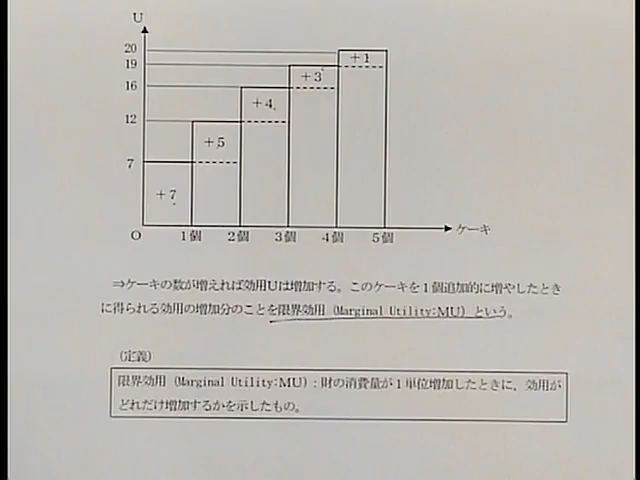 U
20
19
16
12
7
+1
+3
+4
+5
+7
O 1個 2個 3個 4個 5個 ケーキ
⇒ケーキの数が増えれば効用Uは増加する。このケーキを1個追加的に増やしたとき
に得られる効用の増加分のことを限界効用（Marginal Utility:MU）という。
（定義）
限界効用（Marginal Utility:MU）：財の消費量が1単位増加したときに、効用が
どれだけ増加するかを示したもの。